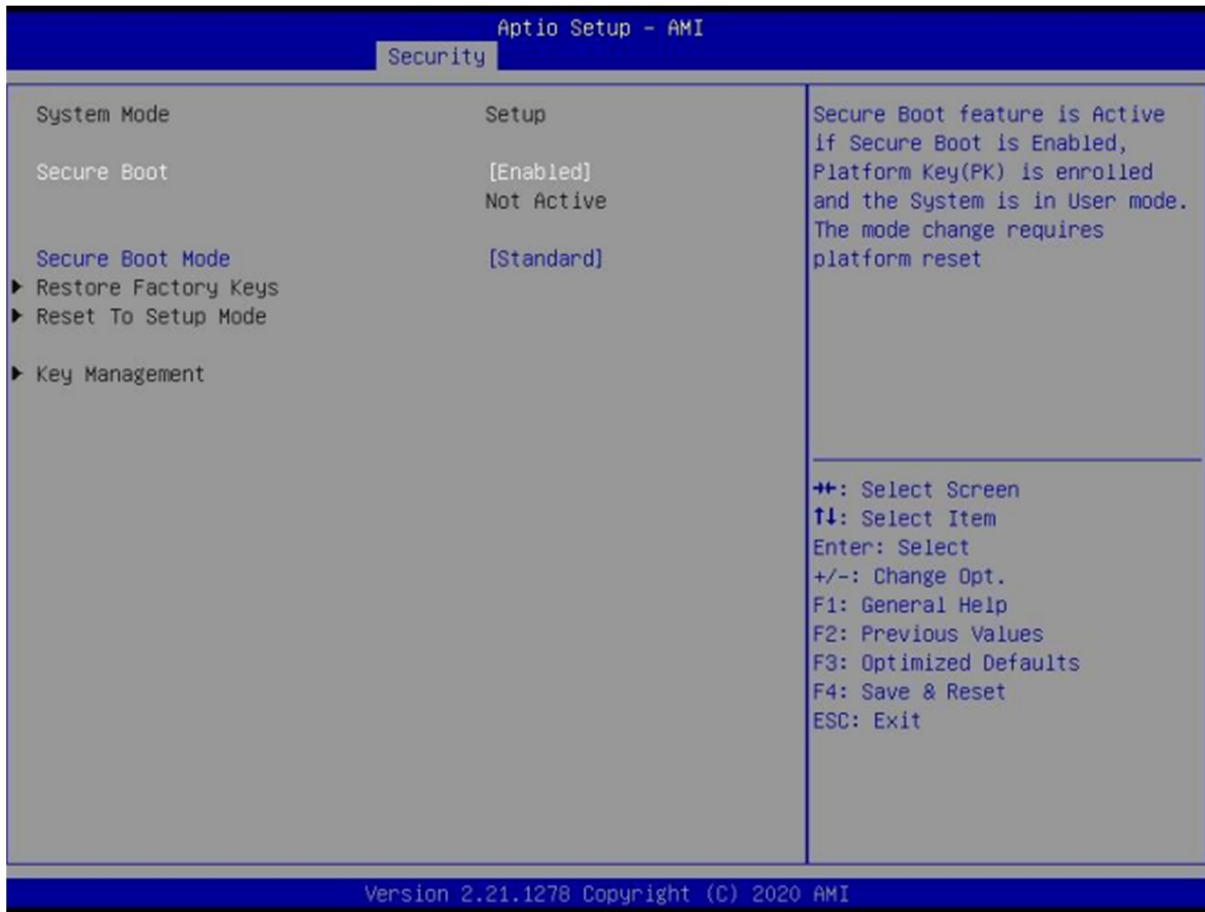 Aptio Setup - AMI
Security
System Mode Setup
Secure Boot [Enabled]
Not Active
Secure Boot Mode [Standard]
Restore Factory Keys
Reset To Setup Mode
Key Management
Secure Boot feature is Active
if Secure Boot is Enabled,
Platform Key(PK) is enrolled
and the System is in User mode.
The mode change requires
platform reset
→←: Select Screen
↑↓: Select Item
Enter: Select
+/-: Change Opt.
F1: General Help
F2: Previous Values
F3: Optimized Defaults
F4: Save & Reset
ESC: Exit
Version 2.21.1278 Copyright (C) 2020 AMI